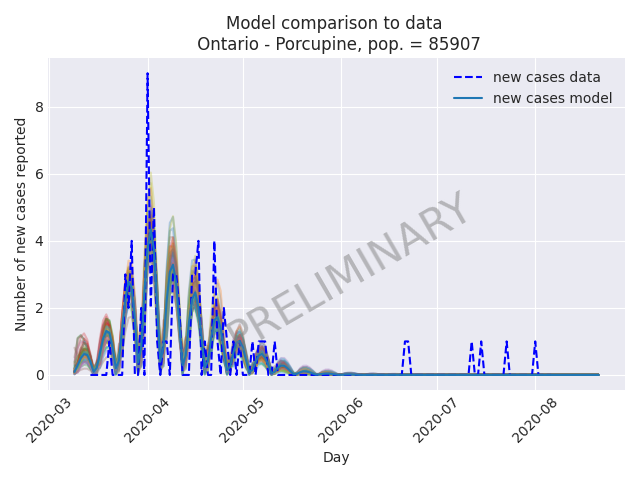 Model comparison to data
Ontario - Porcupine, pop. = 85907
new cases data
new cases model
Number of new cases reported
8
6
4
2
0
PRELIMINARY
2020-03
2020-04
2020-05
2020-06
2020-07
2020-08
Day